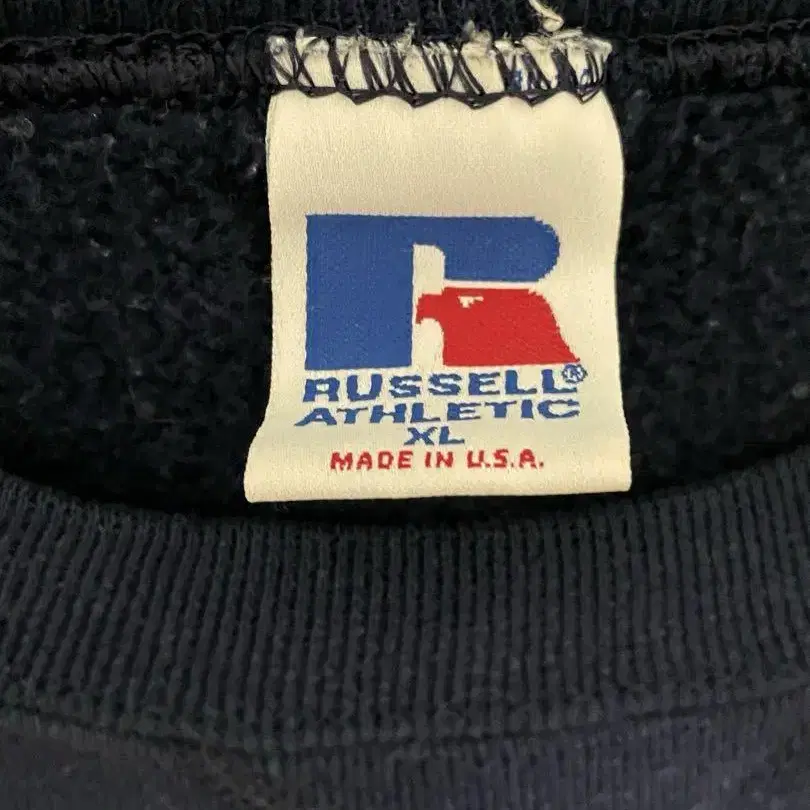 RUSSELL®
ATHLETIC
XL
MADE IN U.S.A.